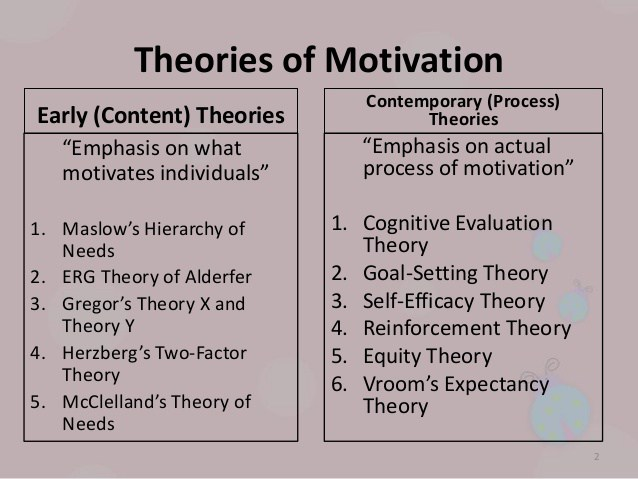 Theories of Motivation
Early (Content) Theories
“Emphasis on what
motivates individuals”
1. Maslow’s Hierarchy of
Needs
2. ERG Theory of Alderfer
3. Gregor’s Theory X and
Theory Y
4. Herzberg’s Two-Factor
Theory
5. McClelland’s Theory of
Needs
Contemporary (Process)
Theories
“Emphasis on actual
process of motivation”
1. Cognitive Evaluation
Theory
2. Goal-Setting Theory
3. Self-Efficacy Theory
4. Reinforcement Theory
5. Equity Theory
6. Vroom’s Expectancy
Theory
2